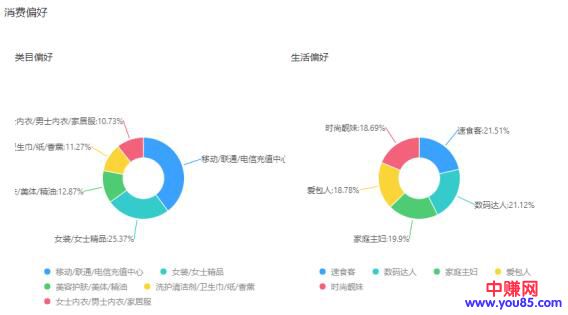 消费偏好
类目偏好
生活偏好
内衣/男士内衣/家居服:10.73%
卫生巾/纸/香薰:11.27%
/美体/精油:12.87%
女装/女士精品:25.37%
移动/联通/电信充值中心
时尚靓妹:18.69%
速食客:21.51%
爱包人:18.78%
数码达人:21.12%
家庭主妇:19.9%
移动/联通/电信充值中心
女装/女士精品
美容护肤/美体/精油
洗护清洁剂/卫生巾/纸/香薰
女士内衣/男士内衣/家居服
速食客
数码达人
家庭主妇
爱包人
时尚靓妹
中赚网
www.you85.com